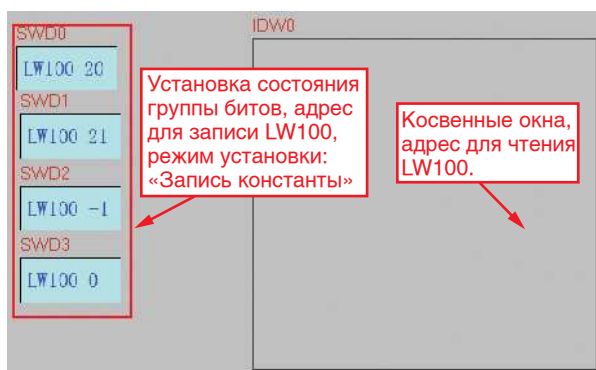 SWD0
LW100 20
SWD1
LW100 21
SWD2
LW100 -1
SWD3
LW100 0
Установка состояния
группы битов, адрес
для записи LW100,
режим установки:
«Запись константы»
IDW0
Косвенные окна,
адрес для чтения
LW100.